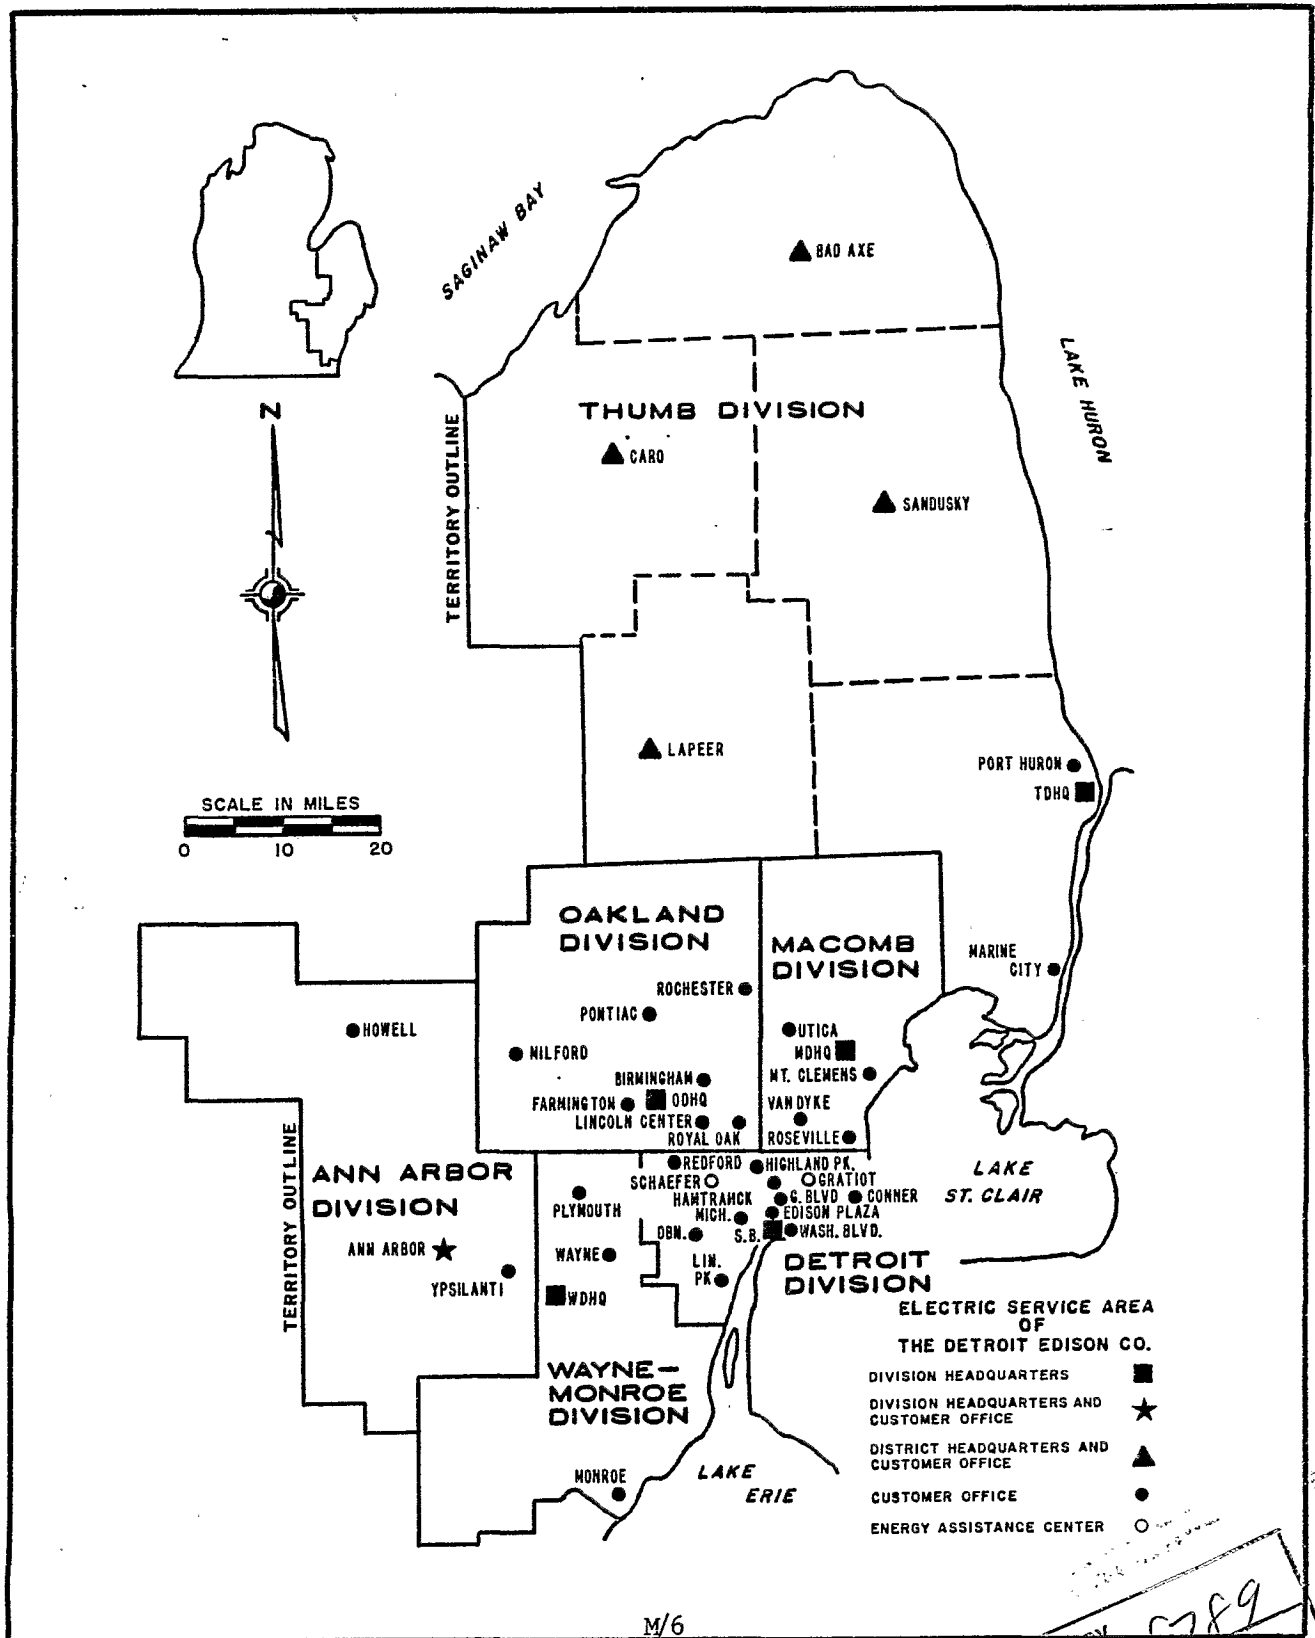 SAGINAW BAY
BAD AXE
LAKE HURON
N
THUMB DIVISION
CARO
TERRITORY OUTLINE
SANDUSKY
LAPEER
PORT HURON
TDHQ
SCALE IN MILES
0 10 20
OAKLAND
DIVISION
MACOMB
DIVISION
MARINE
CITY
ROCHESTER
PONTIAC
HOWELL
UTICA
MILFORD
MDHQ
MT. CLEMENS
BIRMINGHAM
FARMINGTON
ODHQ
VAN DYKE
LINCOLN CENTER
ROYAL OAK
ROSEVILLE
TERRITORY OUTLINE
ANN ARBOR
DIVISION
REDFORD
HIGHLAND PK.
LAKE
ST. CLAIR
SCHAEFER
GRATIOT
HAMTRAMCK
G. BLVD
CONNER
PLYMOUTH
MICH.
EDISON PLAZA
DBN.
S.B.
WASH. BLVD.
ANN ARBOR
WAYNE
YPSILANTI
LIN.
PK
DETROIT
DIVISION
WDHQ
ELECTRIC SERVICE AREA
OF
THE DETROIT EDISON CO.
WAYNE-
MONROE
DIVISION
DIVISION HEADQUARTERS
DIVISION HEADQUARTERS AND
CUSTOMER OFFICE
DISTRICT HEADQUARTERS AND
CUSTOMER OFFICE
MONROE
LAKE
ERIE
CUSTOMER OFFICE
ENERGY ASSISTANCE CENTER
M/6